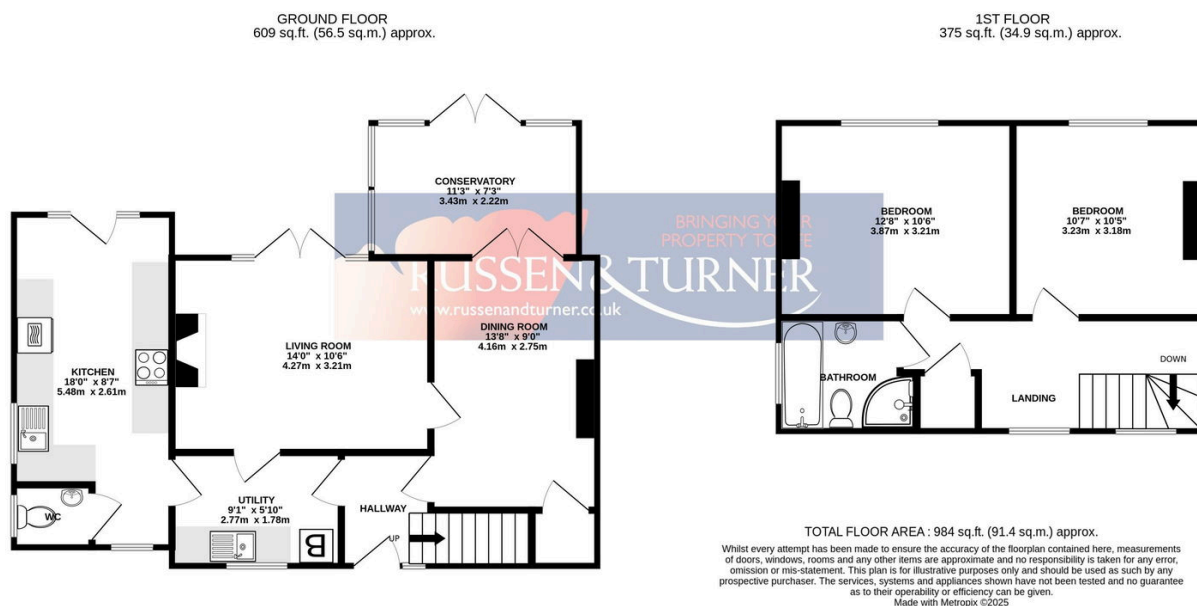 GROUND FLOOR
609 sq.ft. (56.5 sq.m.) approx.
1ST FLOOR
375 sq.ft. (34.9 sq.m.) approx.
CONSERVATORY
11'3" x 7'3"
3.43m x 2.22m
BRINGING YOUR
PROPERTY TO LIFE
RUSSEN & TURNER
www.russenandturner.co.uk
KITCHEN
18'0" x 8'7"
5.48m x 2.61m
LIVING ROOM
14'0" x 10'6"
4.27m x 3.21m
DINING ROOM
13'8" x 9'0"
4.16m x 2.75m
WC
UTILITY
9'1" x 5'10"
2.77m x 1.78m
B
HALLWAY
UP
BEDROOM
12'8" x 10'6"
3.87m x 3.21m
BEDROOM
10'7" x 10'5"
3.23m x 3.18m
BATHROOM
LANDING
DOWN
TOTAL FLOOR AREA : 984 sq.ft. (91.4 sq.m.) approx.
Whilst every attempt has been made to ensure the accuracy of the floorplan contained here, measurements
of doors, windows, rooms and any other items are approximate and no responsibility is taken for any error,
omission or mis-statement. This plan is for illustrative purposes only and should be used as such by any
prospective purchaser. The services, systems and appliances shown have not been tested and no guarantee
as to their operability or efficiency can be given.
Made with Metropix ©2025